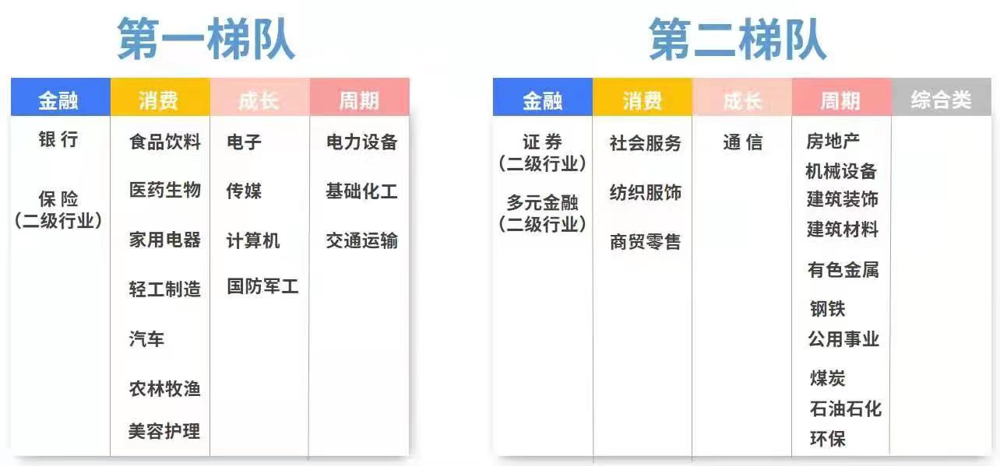 第一梯队
金融 消费 成长 周期
银行
保险
（二级行业）
食品饮料
医药生物
家用电器
轻工制造
汽车
农林牧渔
美容护理
电子
传媒
计算机
国防军工
电力设备
基础化工
交通运输
第二梯队
金融 消费 成长 周期 综合类
证券
（二级行业）
多元金融
（二级行业）
社会服务
纺织服饰
商贸零售
通信
房地产
机械设备
建筑装饰
建筑材料
有色金属
钢铁
公用事业
煤炭
石油石化
环保